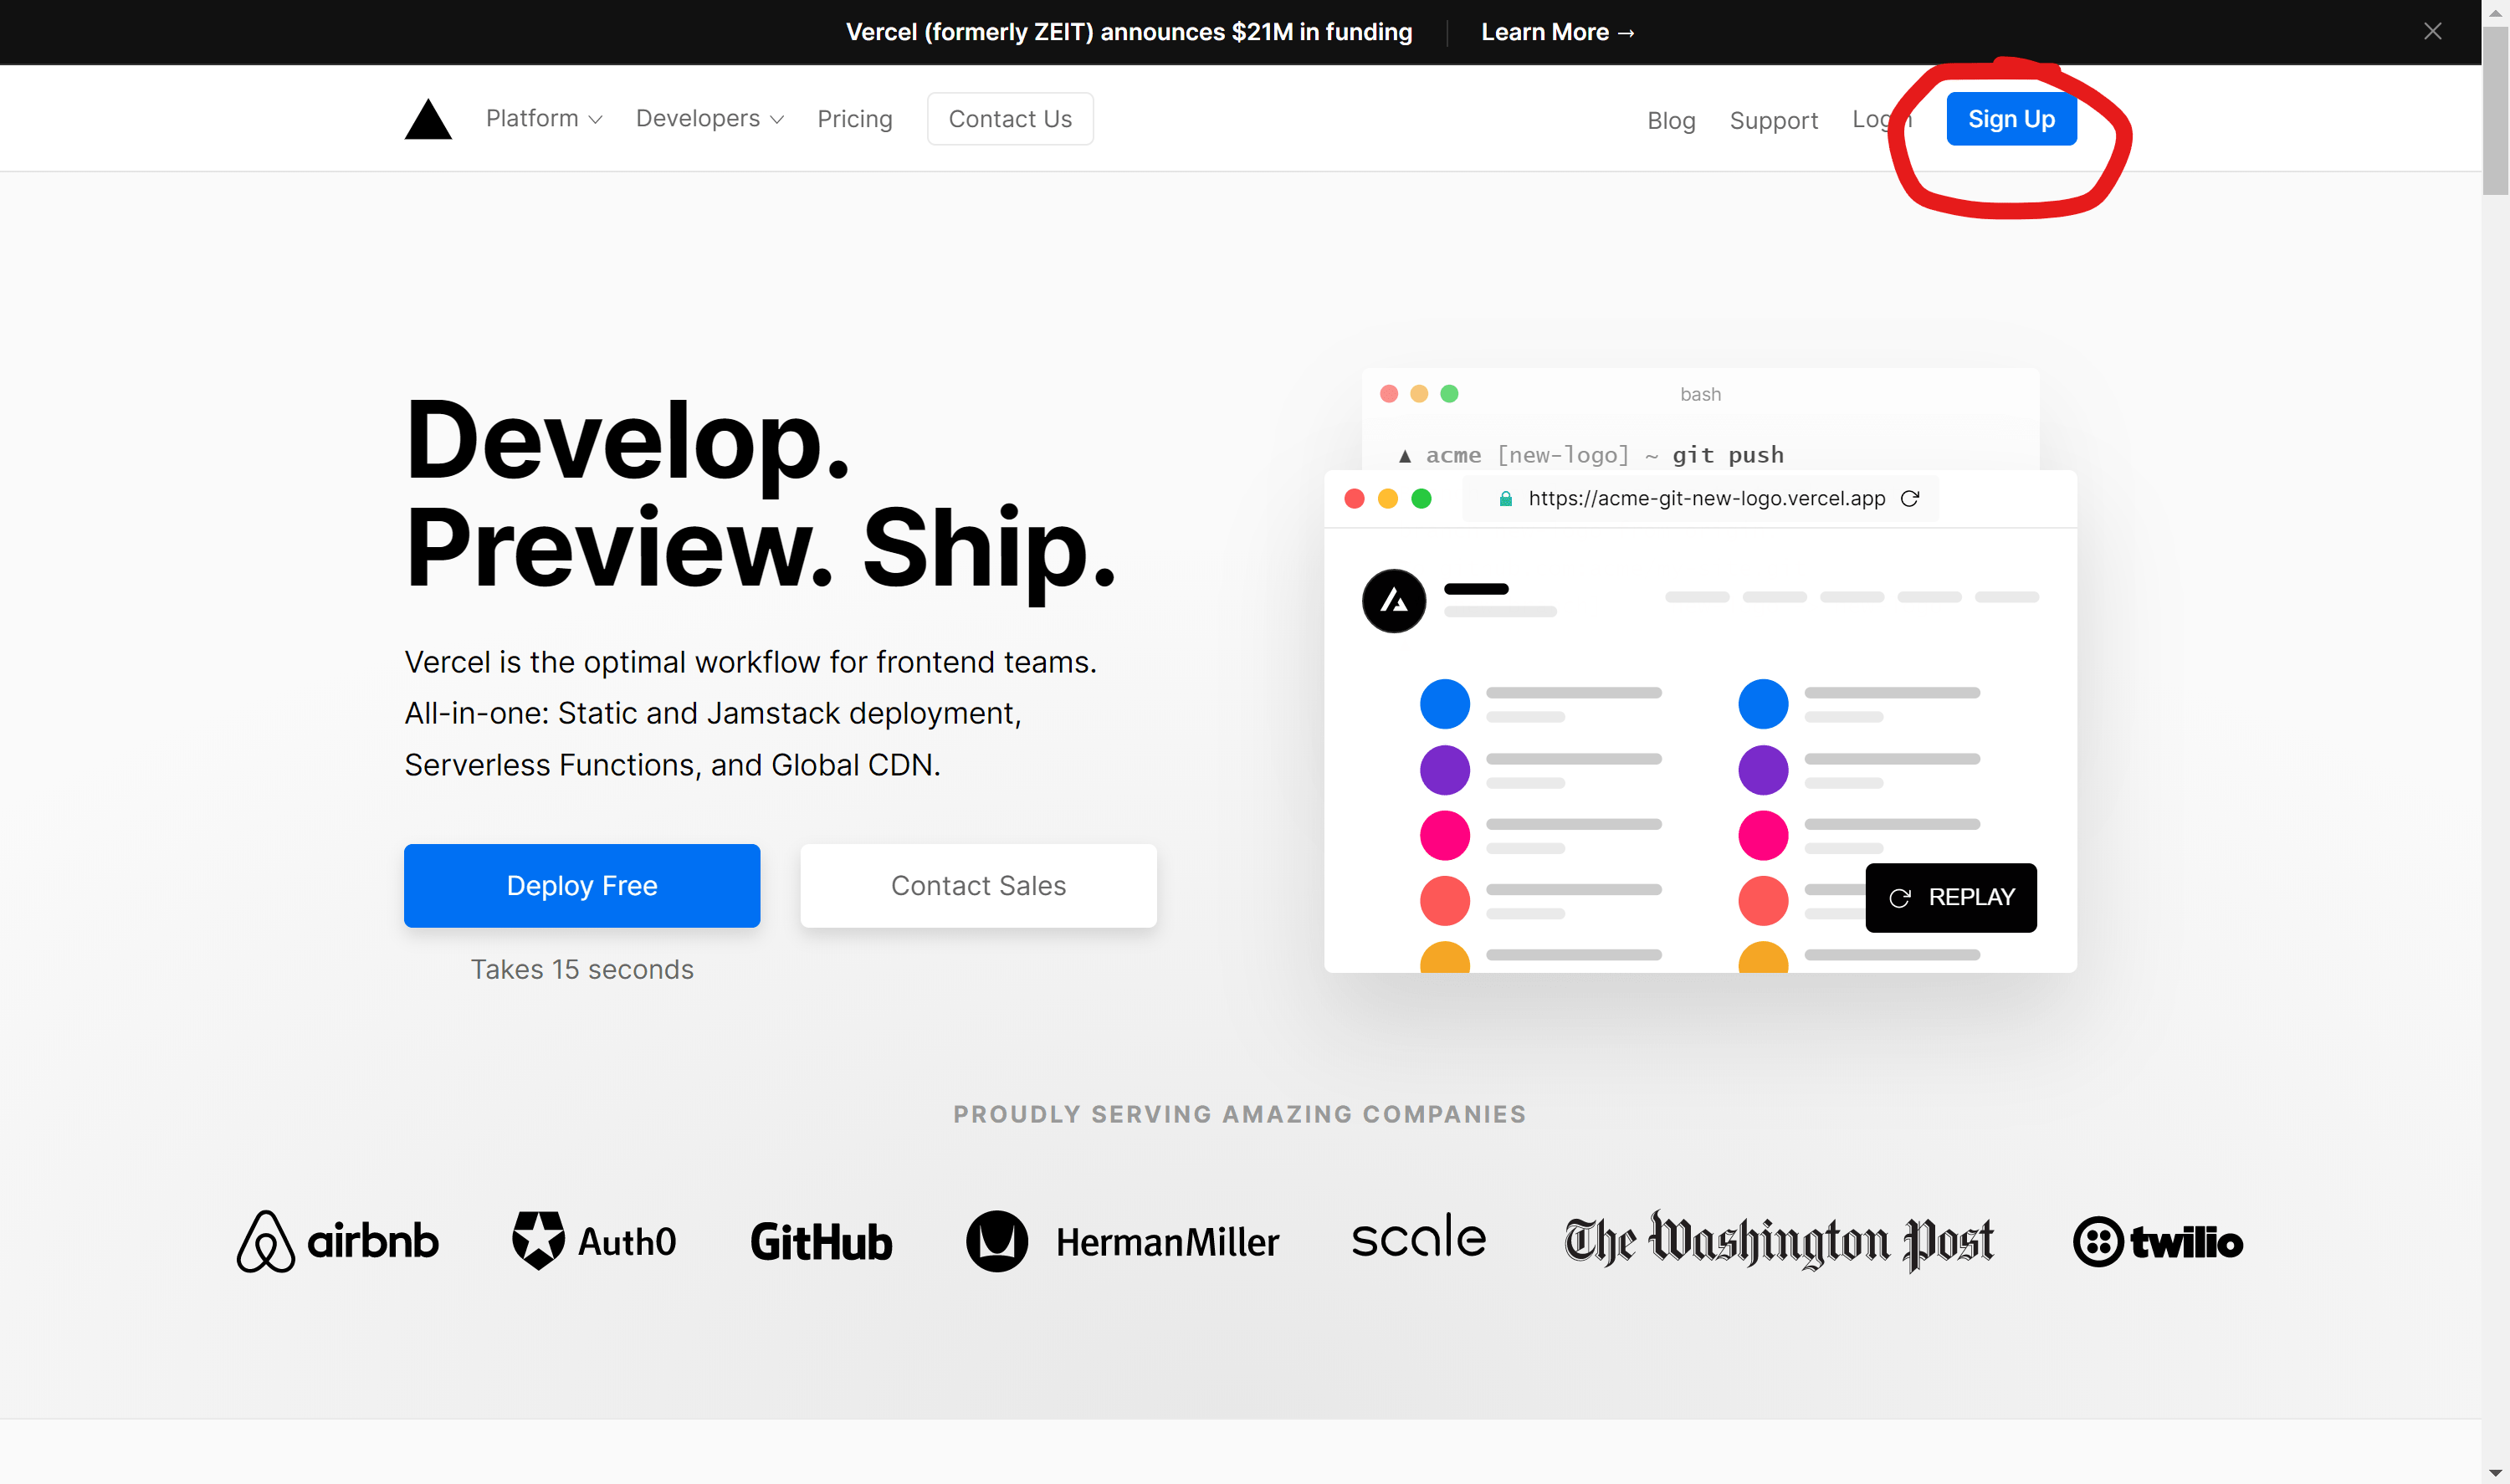 Vercel (formerly ZEIT) announces $21M in funding
Learn More →
Platform
Developers
Pricing
Contact Us
Blog
Support
Login
Sign Up
Develop.
Preview. Ship.
Vercel is the optimal workflow for frontend teams.
All-in-one: Static and Jamstack deployment,
Serverless Functions, and Global CDN.
Deploy Free
Contact Sales
Takes 15 seconds
bash
▲ acme [new-logo] ~ git push
https://acme-git-new-logo.vercel.app
REPLAY
PROUDLY SERVING AMAZING COMPANIES
airbnb
Auth0
GitHub
HermanMiller
scale
The Washington Post
twilio